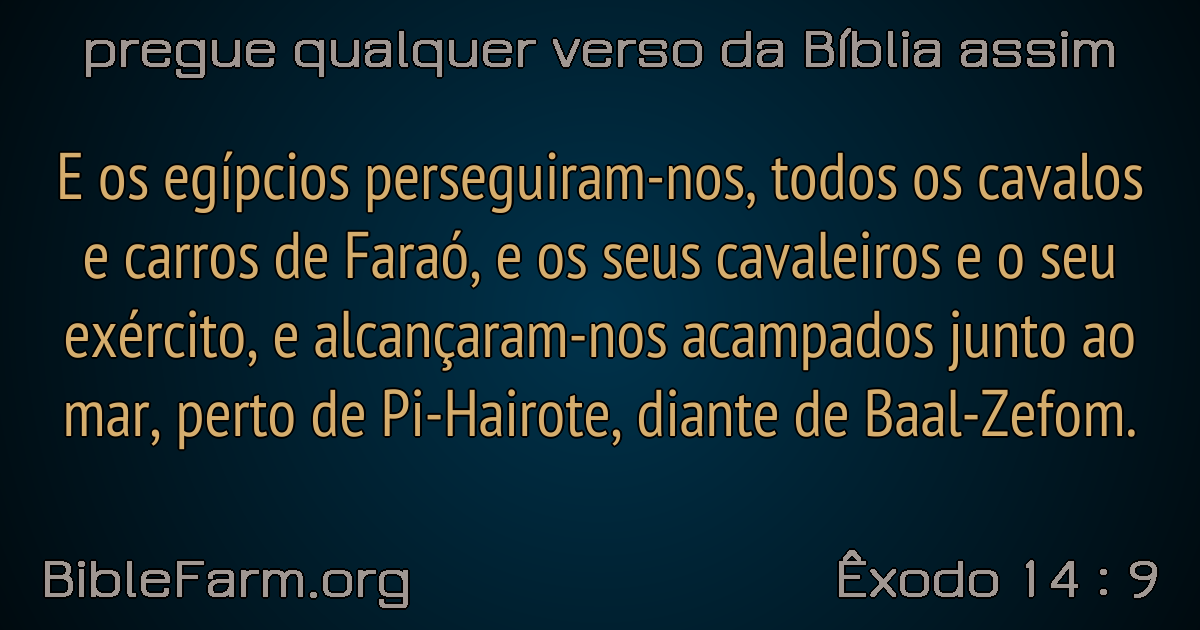 pregue qualquer verso da Bíblia assim
E os egípcios perseguiram-nos, todos os cavalos
e carros de Faraó, e os seus cavaleiros e o seu
exército, e alcançaram-nos acampados junto ao
mar, perto de Pi-Hairote, diante de Baal-Zefom.
BibleFarm.org
Êxodo 14 : 9